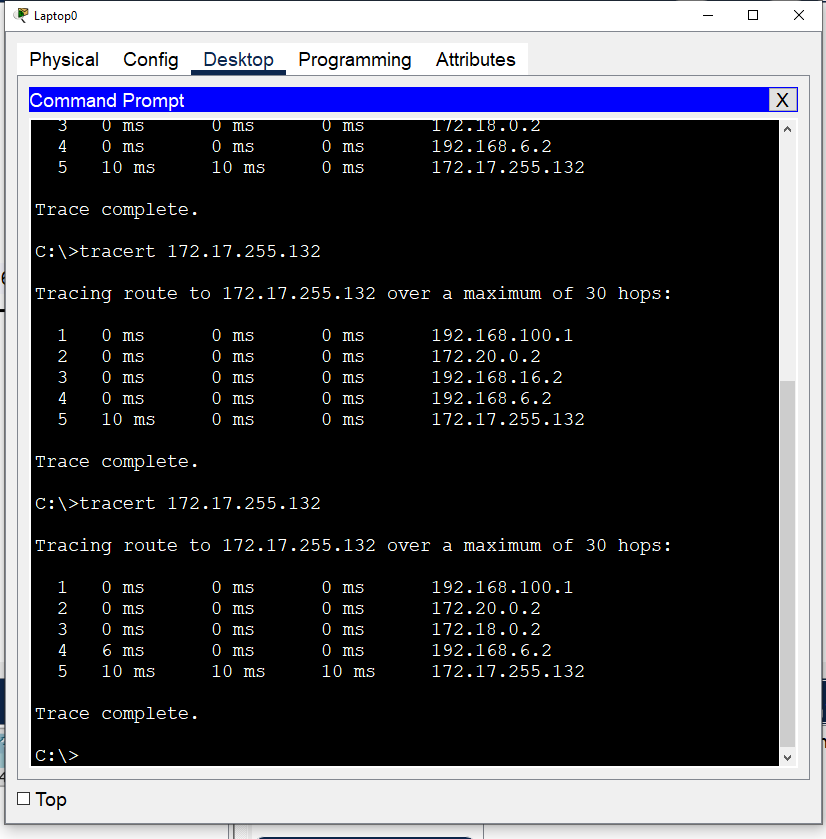 Laptop0
Physical Config Desktop Programming Attributes
Command Prompt X
3 0 ms 0 ms 0 ms 172.18.0.2
4 0 ms 0 ms 0 ms 192.168.6.2
5 10 ms 10 ms 0 ms 172.17.255.132
Trace complete.
C:\>tracert 172.17.255.132
Tracing route to 172.17.255.132 over a maximum of 30 hops:
1 0 ms 0 ms 0 ms 192.168.100.1
2 0 ms 0 ms 0 ms 172.20.0.2
3 0 ms 0 ms 0 ms 192.168.16.2
4 0 ms 0 ms 0 ms 192.168.6.2
5 10 ms 0 ms 0 ms 172.17.255.132
Trace complete.
C:\>tracert 172.17.255.132
Tracing route to 172.17.255.132 over a maximum of 30 hops:
1 0 ms 0 ms 0 ms 192.168.100.1
2 0 ms 0 ms 0 ms 172.20.0.2
3 0 ms 0 ms 0 ms 172.18.0.2
4 6 ms 0 ms 0 ms 192.168.6.2
5 10 ms 10 ms 10 ms 172.17.255.132
Trace complete.
C:\>
Top